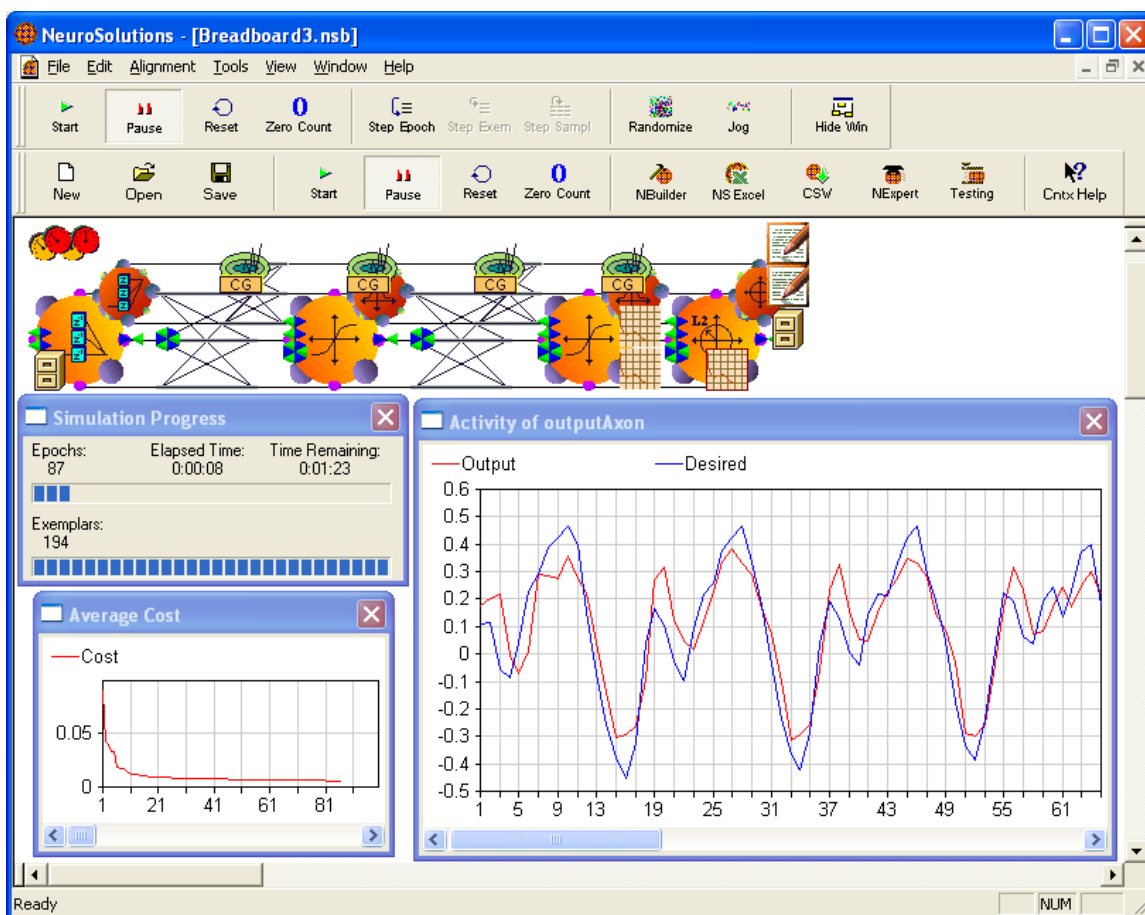 NeuroSolutions - [Breadboard3.nsb]
File Edit Alignment Tools View Window Help
Start Pause Reset Zero Count Step Epoch Step Exem Step Sampl Randomize Jog Hide Win
New Open Save Start Pause Reset Zero Count NBuilder NS Excel CSV NExpert Testing Cntx Help
CG CG CG CG
L2
Simulation Progress
Epochs: Elapsed Time: Time Remaining:
87 0:00:08 0:01:23
Exemplars:
194
Average Cost
Cost
0.05
0
1 21 41 61 81
Activity of outputAxon
Output Desired
0.6
0.5
0.4
0.3
0.2
0.1
0
-0.1
-0.2
-0.3
-0.4
-0.5
1 5 9 13 19 25 31 37 43 49 55 61
Ready NUM